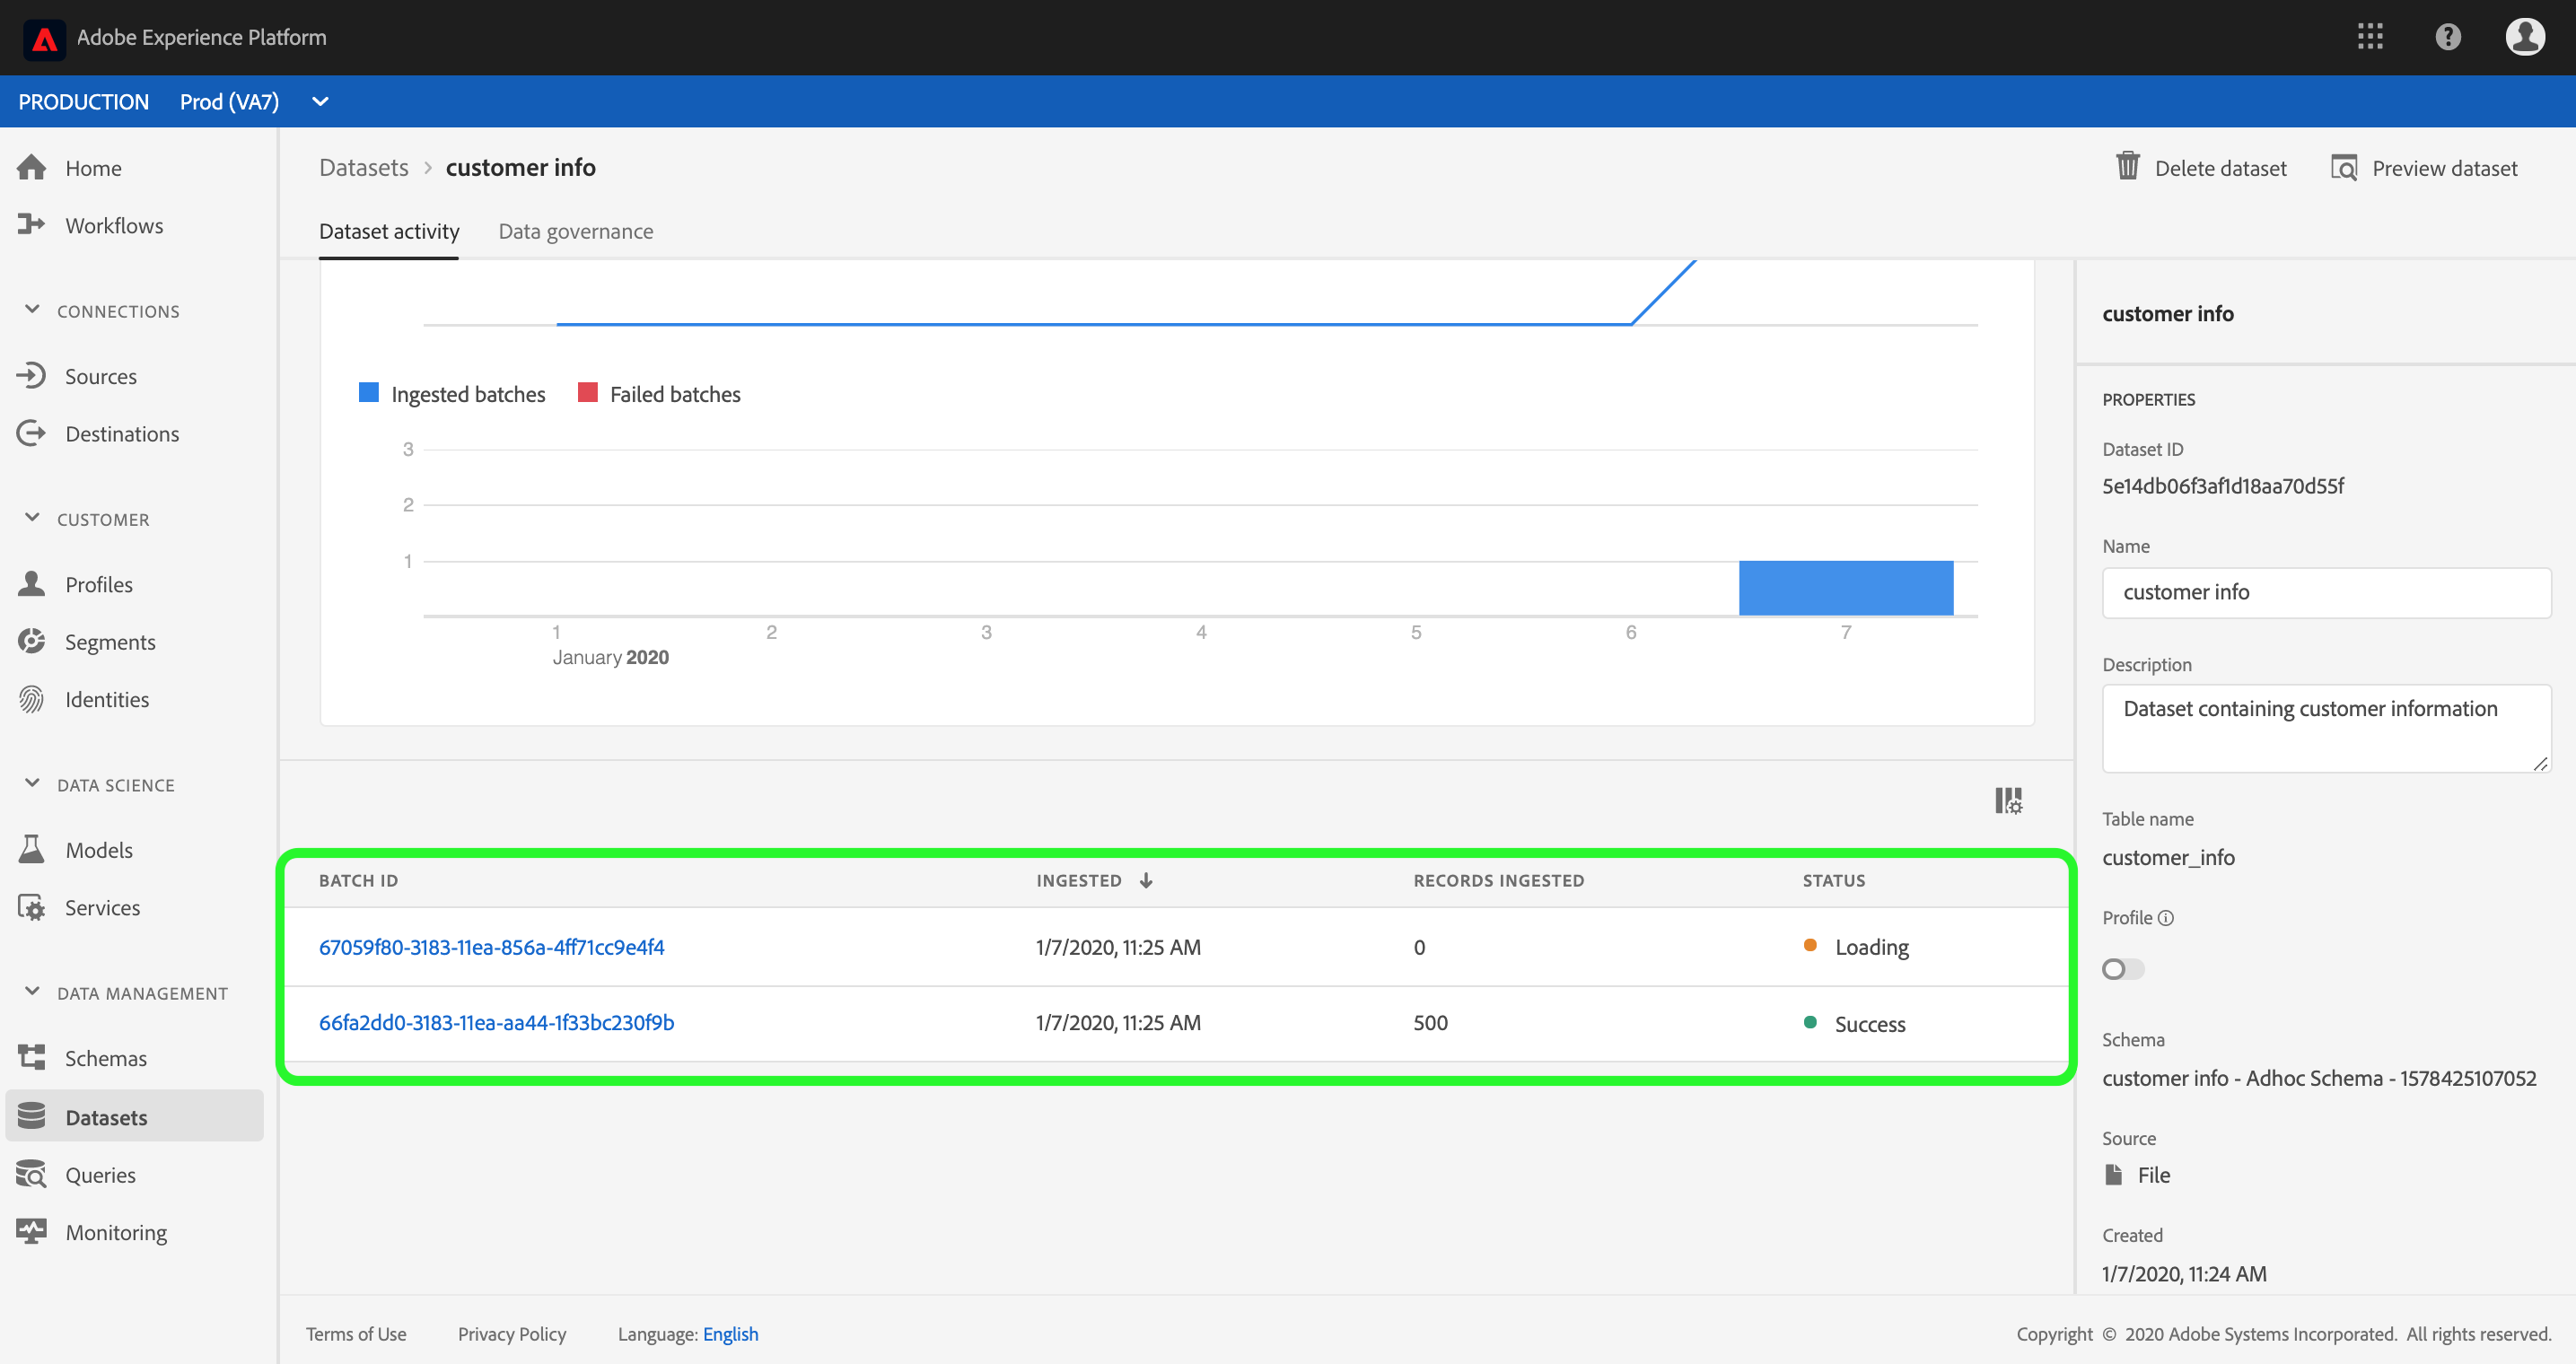 Adobe Experience Platform
PRODUCTION Prod (VA7)
Home
Workflows
CONNECTIONS
Sources
Destinations
CUSTOMER
Profiles
Segments
Identities
DATA SCIENCE
Models
Services
DATA MANAGEMENT
Schemas
Datasets
Queries
Monitoring
Datasets > customer info
Delete dataset Preview dataset
Dataset activity Data governance
Ingested batches Failed batches
3
2
1
1 2 3 4 5 6 7
January 2020
BATCH ID INGESTED ↓ RECORDS INGESTED STATUS
67059f80-3183-11ea-856a-4ff71cc9e4f4 1/7/2020, 11:25 AM 0 Loading
66fa2dd0-3183-11ea-aa44-1f33bc230f9b 1/7/2020, 11:25 AM 500 Success
customer info
PROPERTIES
Dataset ID
5e14db06f3af1d18aa70d55f
Name
customer info
Description
Dataset containing customer information
Table name
customer_info
Profile
Schema
customer info - Adhoc Schema - 1578425107052
Source
File
Created
1/7/2020, 11:24 AM
Terms of Use Privacy Policy Language: English
Copyright © 2020 Adobe Systems Incorporated. All rights reserved.